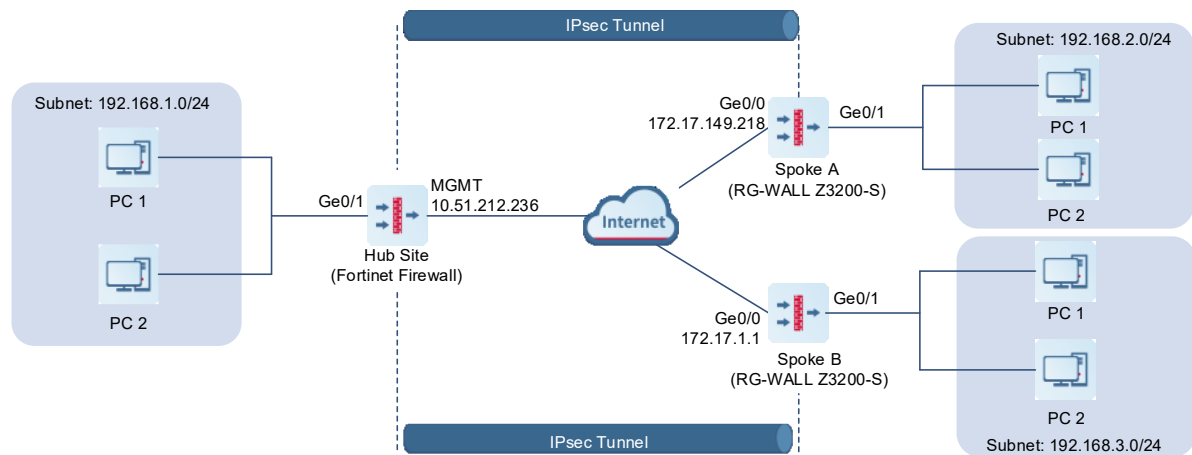 IPsec Tunnel
Subnet: 192.168.1.0/24
PC 1
PC 2
Ge0/1
MGMT
10.51.212.236
Hub Site
(Fortinet Firewall)
Internet
Ge0/0
172.17.149.218
Ge0/1
Spoke A
(RG-WALL Z3200-S)
Subnet: 192.168.2.0/24
PC 1
PC 2
Ge0/0
172.17.1.1
Ge0/1
Spoke B
(RG-WALL Z3200-S)
PC 1
PC 2
Subnet: 192.168.3.0/24
IPsec Tunnel